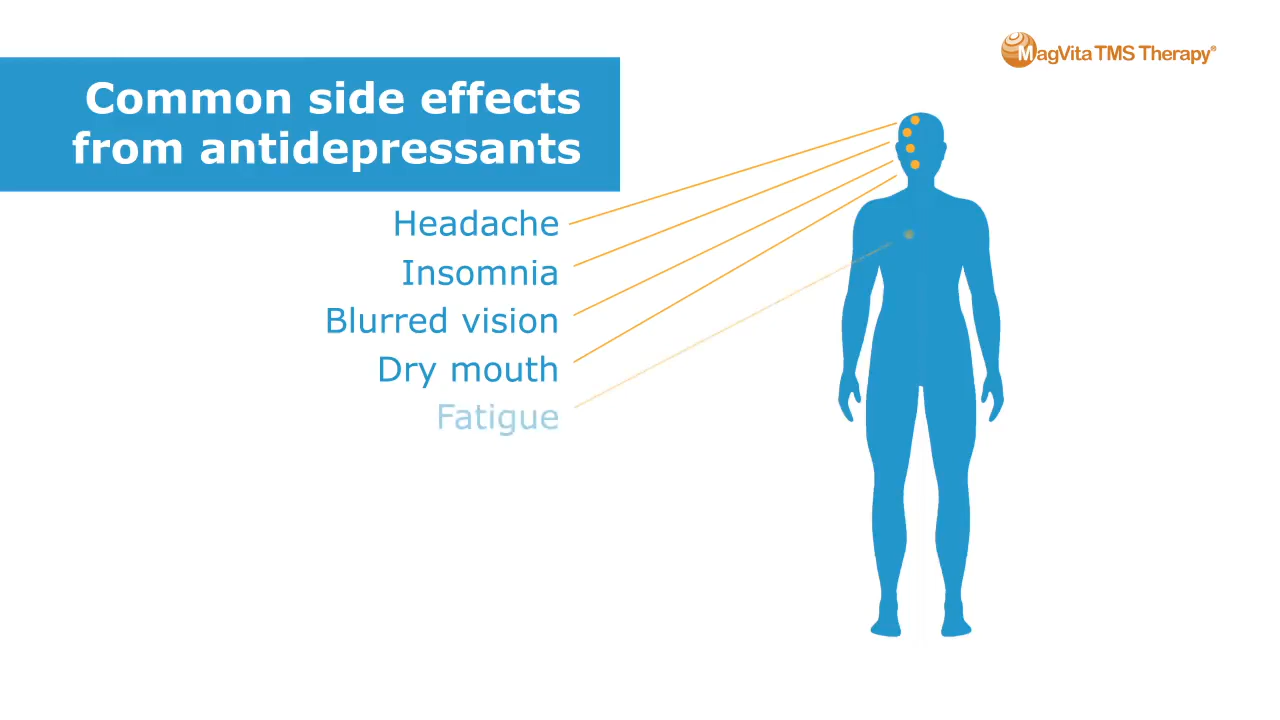 MagVita TMS Therapy®
Common side effects
from antidepressants
Headache
Insomnia
Blurred vision
Dry mouth
Fatigue